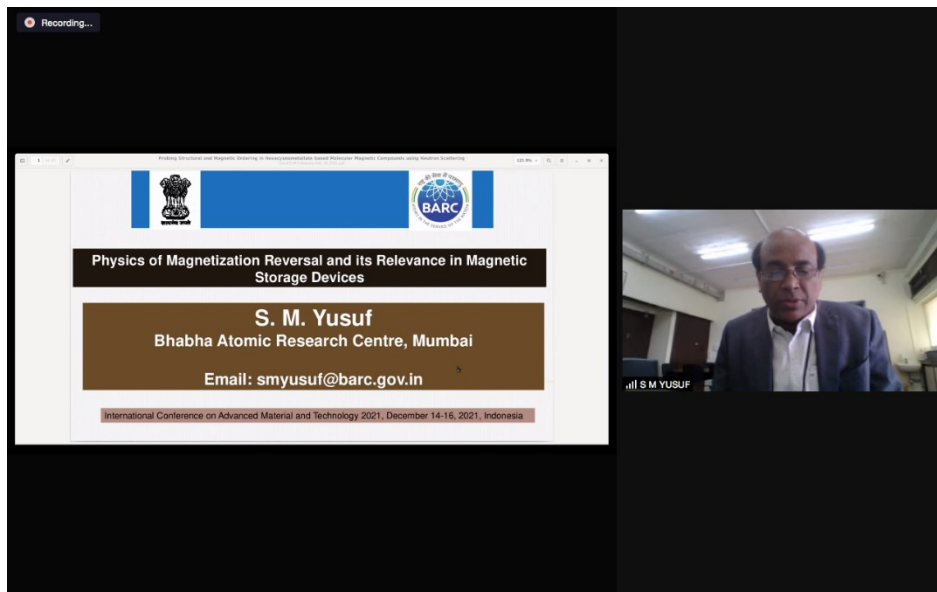 Recording...
1
Probing Structural and Magnetic Ordering in Hexacyanometallate based Molecular Magnetic Compounds using Neutron Scattering
BARC
Physics of Magnetization Reversal and its Relevance in Magnetic
Storage Devices
S. M. Yusuf
Bhabha Atomic Research Centre, Mumbai
Email: smyusuf@barc.gov.in
International Conference on Advanced Material and Technology 2021, December 14-16, 2021, Indonesia
S M YUSUF